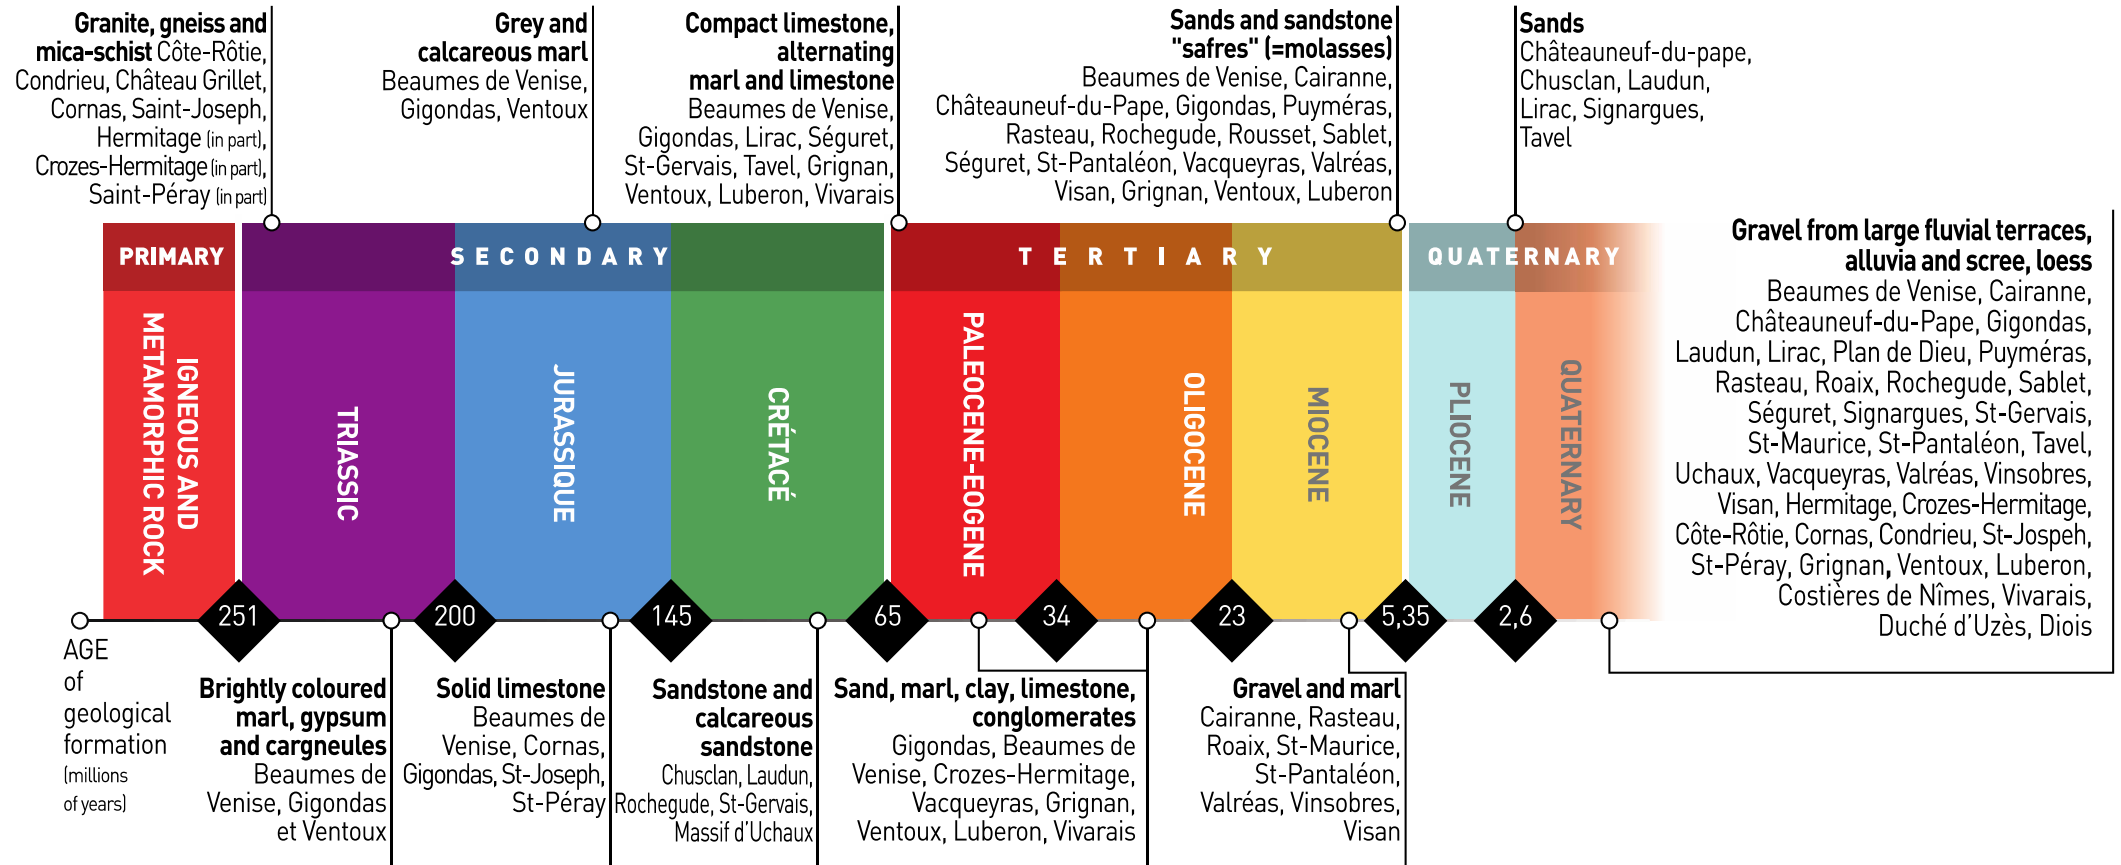 Granite, gneiss and
mica-schist Côte-Rôtie,
Condrieu, Château Grillet,
Cornas, Saint-Joseph,
Hermitage (in part),
Crozes-Hermitage (in part),
Saint-Péray (in part)
Grey and
calcareous marl
Beaumes de Venise,
Gigondas, Ventoux
Compact limestone,
alternating
marl and limestone
Beaumes de Venise,
Gigondas, Lirac, Séguret,
St-Gervais, Tavel, Grignan,
Ventoux, Luberon, Vivarais
Sands and sandstone
"safres" (=molasses)
Beaumes de Venise, Cairanne,
Châteauneuf-du-Pape, Gigondas, Puyméras,
Rasteau, Rochegude, Rousset, Sablet,
Séguret, St-Pantaléon, Vacqueyras, Valréas,
Visan, Grignan, Ventoux, Luberon
Sands
Châteauneuf-du-pape,
Chusclan, Laudun,
Lirac, Signargues,
Tavel
PRIMARY
SECONDARY
TERTIARY
QUATERNARY
IGNEOUS AND
METAMORPHIC ROCK
TRIASSIC
JURASSIQUE
CRÉTACÉ
PALEOCENE-EOGENE
OLIGOCENE
MIOCENE
PLIOCENE
QUATERNARY
Gravel from large fluvial terraces,
alluvia and scree, loess
Beaumes de Venise, Cairanne,
Châteauneuf-du-Pape, Gigondas,
Laudun, Lirac, Plan de Dieu, Puyméras,
Rasteau, Roaix, Rochegude, Sablet,
Séguret, Signargues, St-Gervais,
St-Maurice, St-Pantaléon, Tavel,
Uchaux, Vacqueyras, Valréas, Vinsobres,
Visan, Hermitage, Crozes-Hermitage,
Côte-Rôtie, Cornas, Condrieu, St-Jospeh,
St-Péray, Grignan, Ventoux, Luberon,
Costières de Nîmes, Vivarais,
Duché d'Uzès, Diois
251
200
145
65
34
23
5,35
2,6
AGE
of
geological
formation
(millions
of years)
Brightly coloured
marl, gypsum
and cargneules
Beaumes de
Venise, Gigondas
et Ventoux
Solid limestone
Beaumes de
Venise, Cornas,
Gigondas, St-Joseph,
St-Péray
Sandstone and
calcareous
sandstone
Chusclan, Laudun,
Rochegude, St-Gervais,
Massif d'Uchaux
Sand, marl, clay, limestone,
conglomerates
Gigondas, Beaumes de
Venise, Crozes-Hermitage,
Vacqueyras, Grignan,
Ventoux, Luberon, Vivarais
Gravel and marl
Cairanne, Rasteau,
Roaix, St-Maurice,
St-Pantaléon,
Valréas, Vinsobres,
Visan